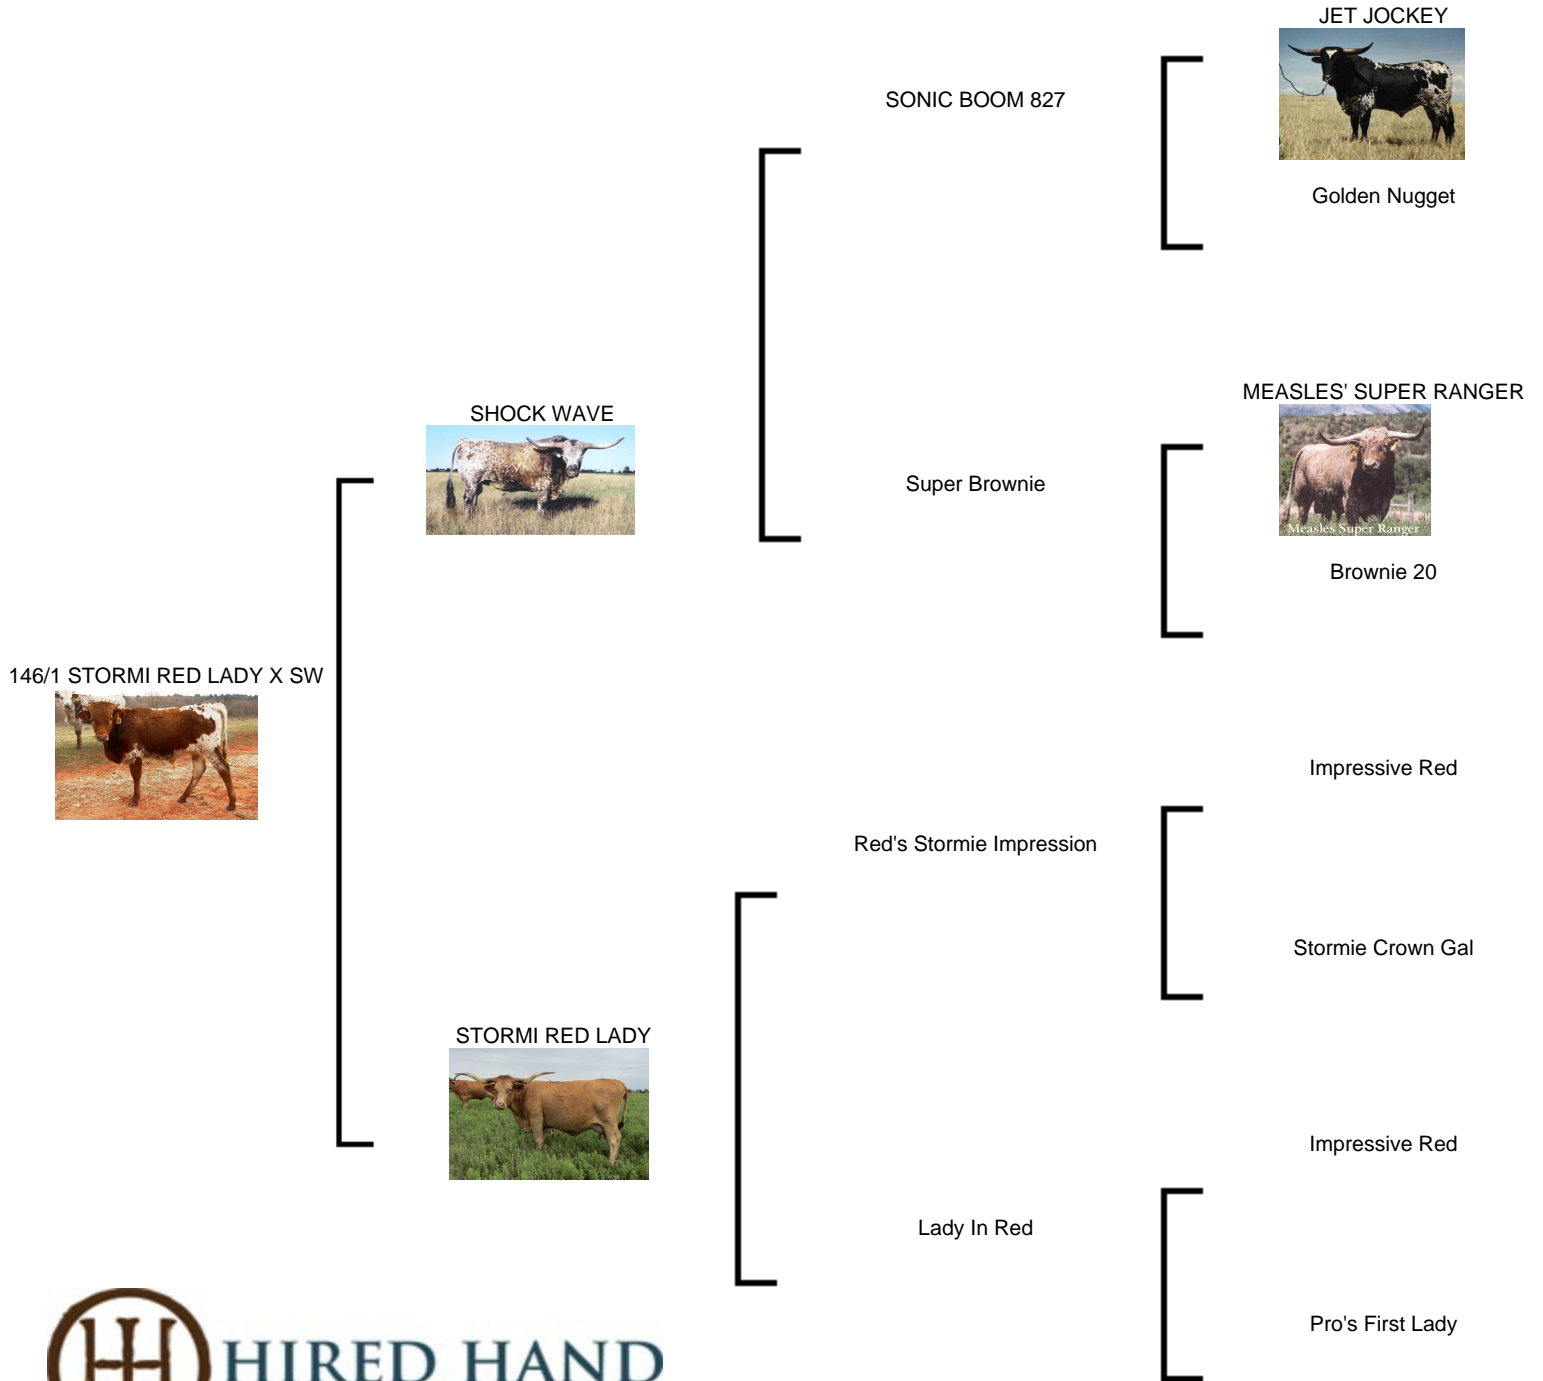 JET JOCKEY
SONIC BOOM 827
Golden Nugget
MEASLES' SUPER RANGER
SHOCK WAVE
Super Brownie
Measles Super Ranger
Brownie 20
146/1 STORMI RED LADY X SW
Impressive Red
Red's Stormie Impression
Stormie Crown Gal
STORMI RED LADY
Impressive Red
Lady In Red
Pro's First Lady
HIRED HAND